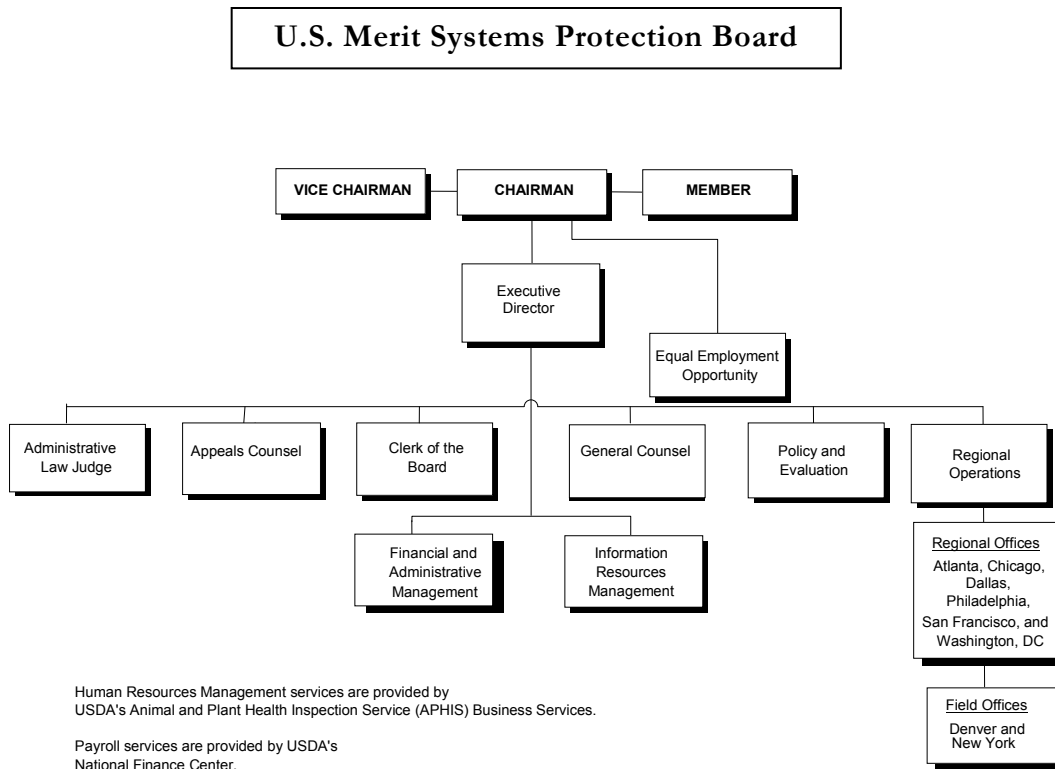 U.S. Merit Systems Protection Board
VICE CHAIRMAN
CHAIRMAN
MEMBER
Executive
Director
Equal Employment
Opportunity
Administrative
Law Judge
Appeals Counsel
Clerk of the
Board
General Counsel
Policy and
Evaluation
Regional
Operations
Financial and
Administrative
Management
Information
Resources
Management
Regional Offices
Atlanta, Chicago,
Dallas,
Philadelphia,
San Francisco, and
Washington, DC
Field Offices
Denver and
New York
Human Resources Management services are provided by
USDA's Animal and Plant Health Inspection Service (APHIS) Business Services.
Payroll services are provided by USDA's
National Finance Center.